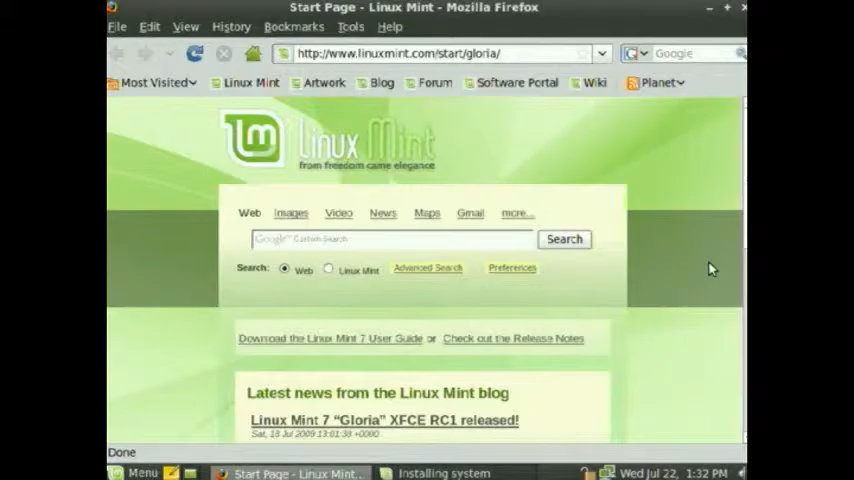 Start Page - Linux Mint - Mozilla Firefox
File Edit View History Bookmarks Tools Help
http://www.linuxmint.com/start/gloria/ Google
Most Visited Linux Mint Artwork Blog Forum Software Portal Wiki Planet
lm Linux Mint
from freedom came elegance
Web Images Video News Maps Gmail more...
Google™ Custom Search Search
Search: Web Linux Mint Advanced Search Preferences
Download the Linux Mint 7 User Guide or Check out the Release Notes
Latest news from the Linux Mint blog
Linux Mint 7 “Gloria” XFCE RC1 released!
Sat, 18 Jul 2009 13:01:38 +0000
Done
Menu Start Page - Linux Mint... Installing system Wed Jul 22, 1:32 PM